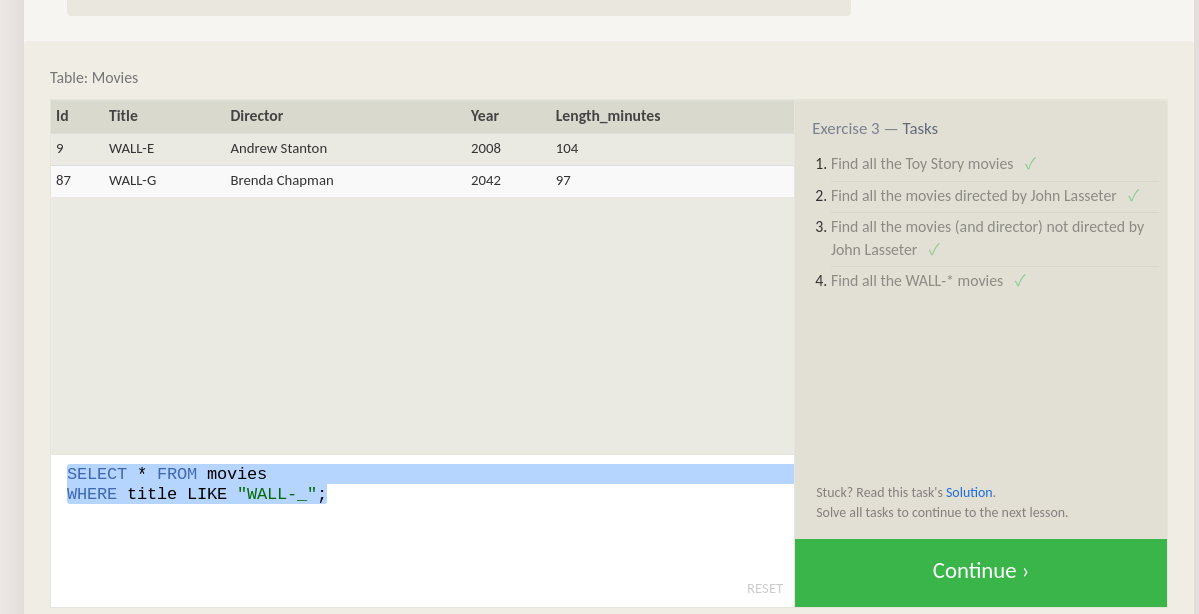 Table: Movies
Id Title Director Year Length_minutes
9 WALL-E Andrew Stanton 2008 104
87 WALL-G Brenda Chapman 2042 97
SELECT * FROM movies
WHERE title LIKE "WALL-_";
RESET
Exercise 3 — Tasks
1. Find all the Toy Story movies ✓
2. Find all the movies directed by John Lasseter ✓
3. Find all the movies (and director) not directed by
John Lasseter ✓
4. Find all the WALL-* movies ✓
Stuck? Read this task's Solution.
Solve all tasks to continue to the next lesson.
Continue ›